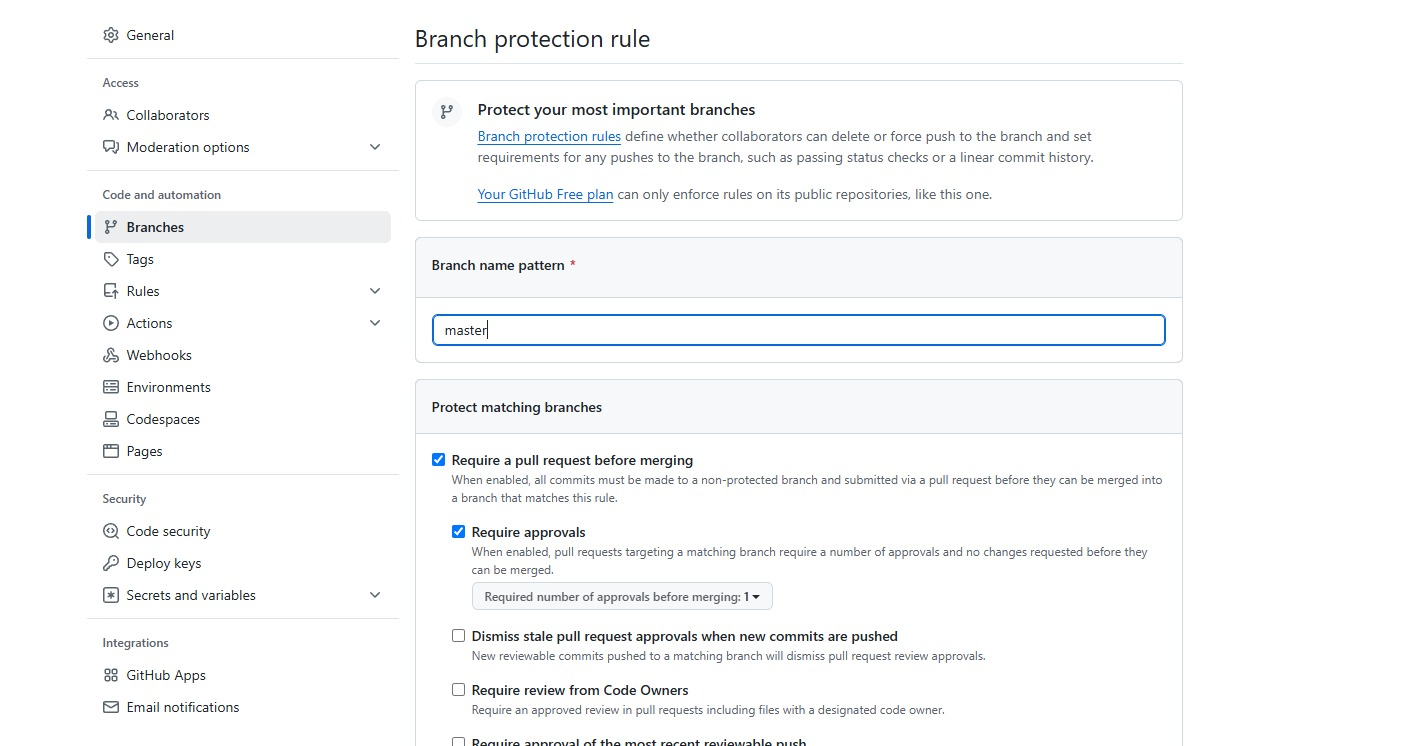 General
Access
Collaborators
Moderation options
Code and automation
Branches
Tags
Rules
Actions
Webhooks
Environments
Codespaces
Pages
Security
Code security
Deploy keys
Secrets and variables
Integrations
GitHub Apps
Email notifications
Branch protection rule
Protect your most important branches
Branch protection rules define whether collaborators can delete or force push to the branch and set
requirements for any pushes to the branch, such as passing status checks or a linear commit history.
Your GitHub Free plan can only enforce rules on its public repositories, like this one.
Branch name pattern *
master
Protect matching branches
Require a pull request before merging
When enabled, all commits must be made to a non-protected branch and submitted via a pull request before they can be merged into
a branch that matches this rule.
Require approvals
When enabled, pull requests targeting a matching branch require a number of approvals and no changes requested before they
can be merged.
Required number of approvals before merging: 1
Dismiss stale pull request approvals when new commits are pushed
New reviewable commits pushed to a matching branch will dismiss pull request review approvals.
Require review from Code Owners
Require an approved review in pull requests including files with a designated code owner.
Require approval of the most recent reviewable push